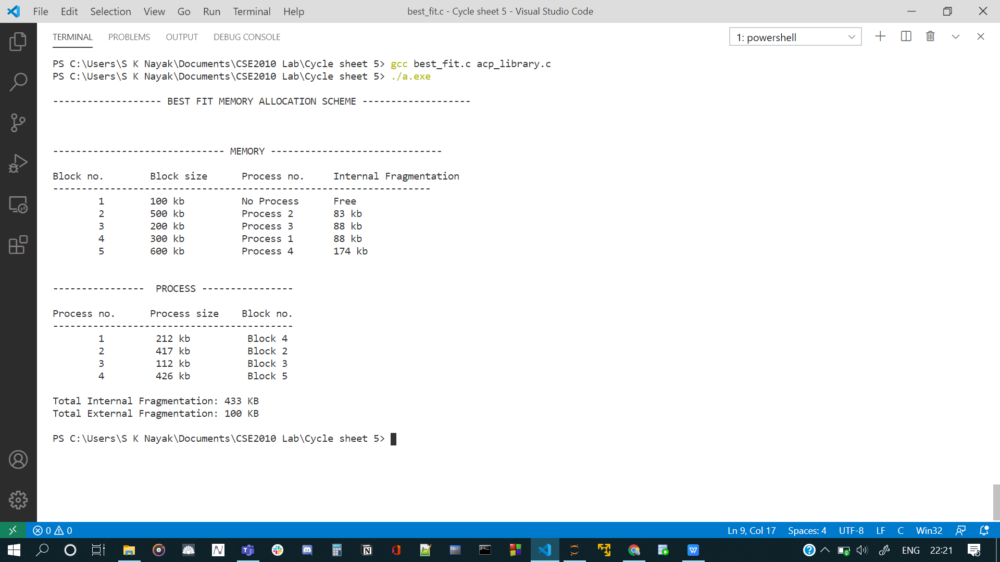 File Edit Selection View Go Run Terminal Help best_fit.c - Cycle sheet 5 - Visual Studio Code
TERMINAL PROBLEMS OUTPUT DEBUG CONSOLE 1: powershell
PS C:\Users\S K Nayak\Documents\CSE2010 Lab\Cycle sheet 5> gcc best_fit.c acp_library.c
PS C:\Users\S K Nayak\Documents\CSE2010 Lab\Cycle sheet 5> ./a.exe
------------------- BEST FIT MEMORY ALLOCATION SCHEME -------------------
------------------------------ MEMORY ------------------------------
Block no. Block size Process no. Internal Fragmentation
------------------------------------------------------------------
1 100 kb No Process Free
2 500 kb Process 2 83 kb
3 200 kb Process 3 88 kb
4 300 kb Process 1 88 kb
5 600 kb Process 4 174 kb
---------------- PROCESS ----------------
Process no. Process size Block no.
------------------------------------------
1 212 kb Block 4
2 417 kb Block 2
3 112 kb Block 3
4 426 kb Block 5
Total Internal Fragmentation: 433 KB
Total External Fragmentation: 100 KB
PS C:\Users\S K Nayak\Documents\CSE2010 Lab\Cycle sheet 5>
0 0 Ln 9, Col 17 Spaces: 4 UTF-8 LF C Win32
ENG 22:21